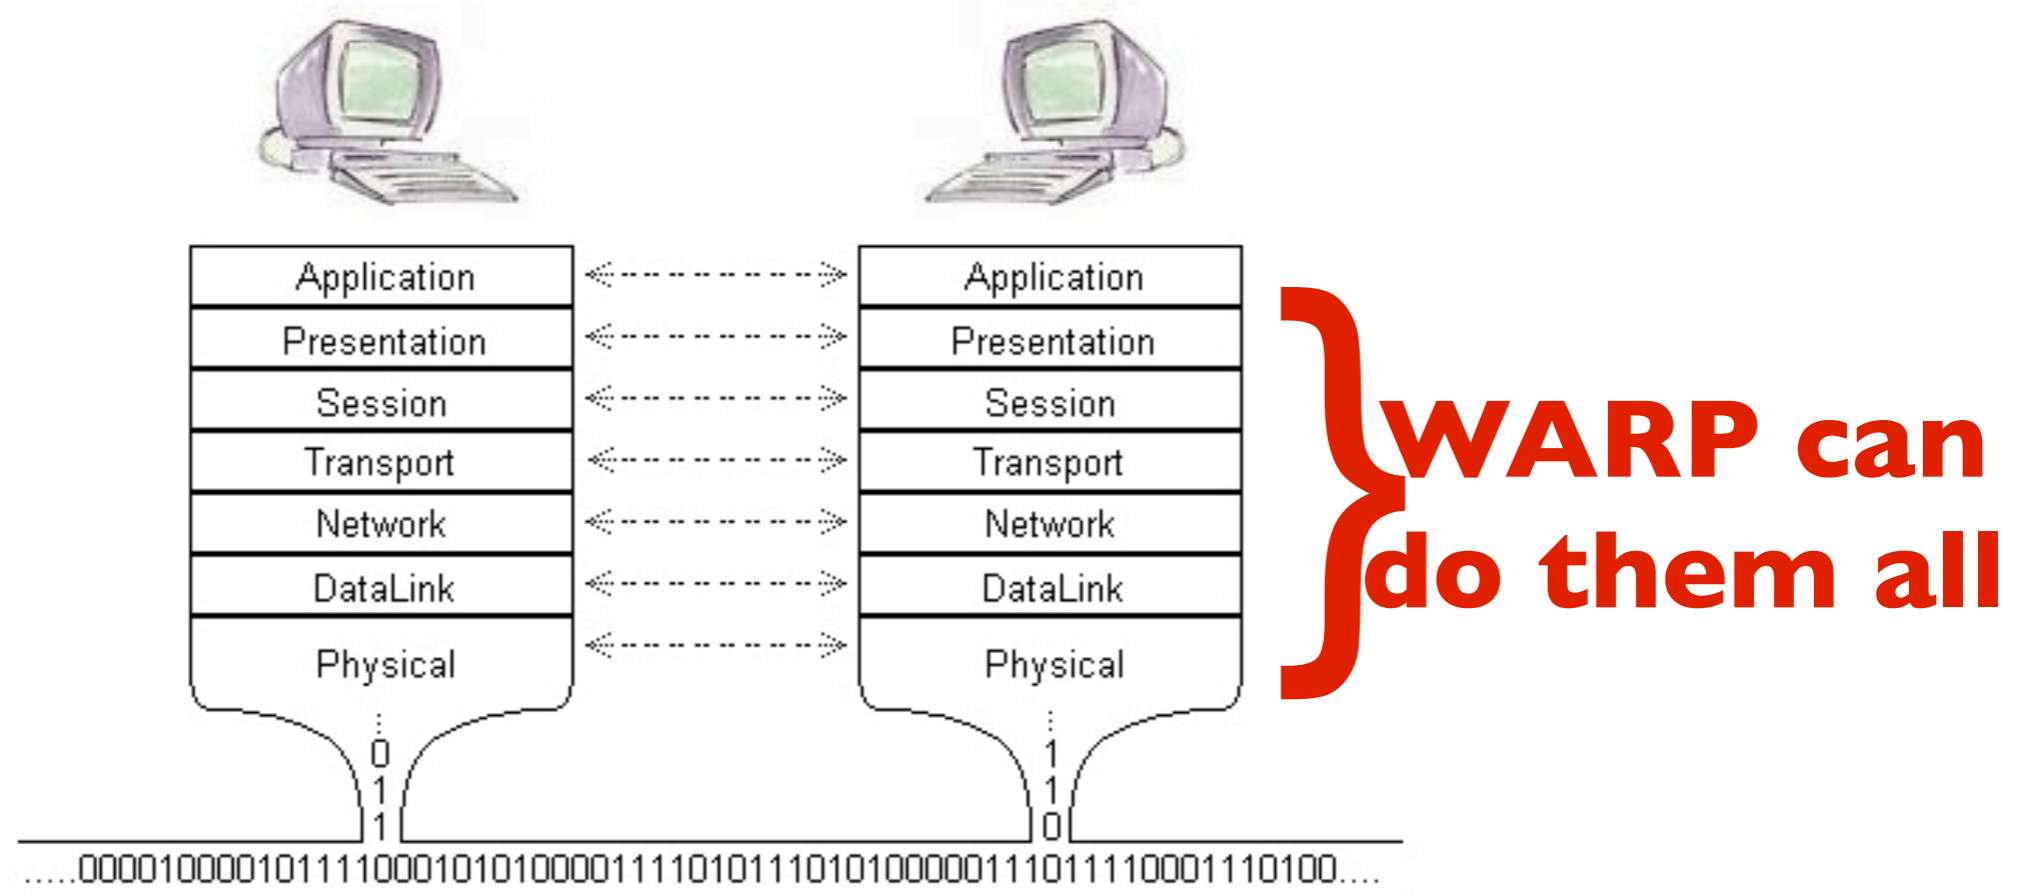 Application Application
Presentation Presentation
Session Session
Transport Transport
Network Network
DataLink DataLink
Physical Physical
WARP can
do them all
⋮ ⋮
0 1
1 1
1 0
.....0000100001011110001010100001111010111010100000111011110001110100....